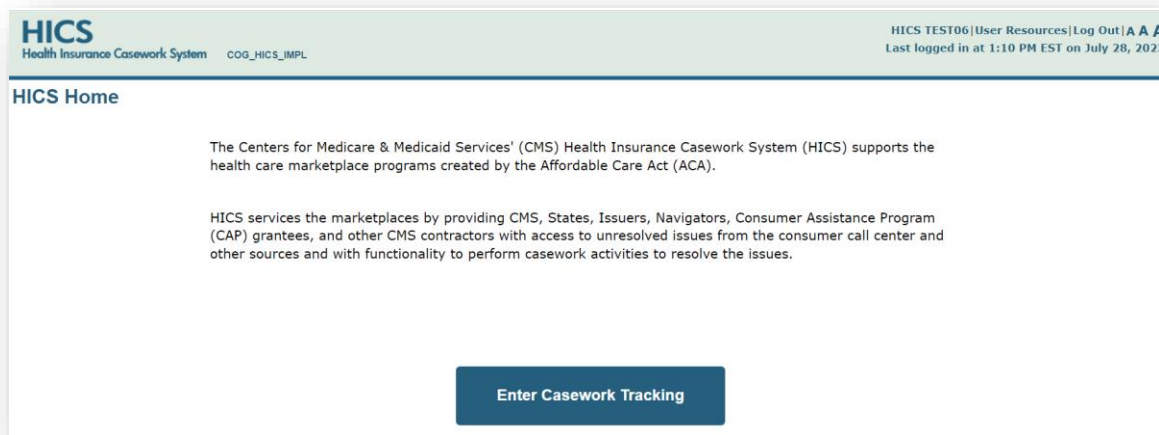 HICS
Health Insurance Casework System COG_HICS_IMPL
HICS TEST06|User Resources|Log Out|A A A
Last logged in at 1:10 PM EST on July 28,
HICS Home
The Centers for Medicare & Medicaid Services' (CMS) Health Insurance Casework System (HICS) supports the
health care marketplace programs created by the Affordable Care Act (ACA).
HICS services the marketplaces by providing CMS, States, Issuers, Navigators, Consumer Assistance Program
(CAP) grantees, and other CMS contractors with access to unresolved issues from the consumer call center and
other sources and with functionality to perform casework activities to resolve the issues.
Enter Casework Tracking